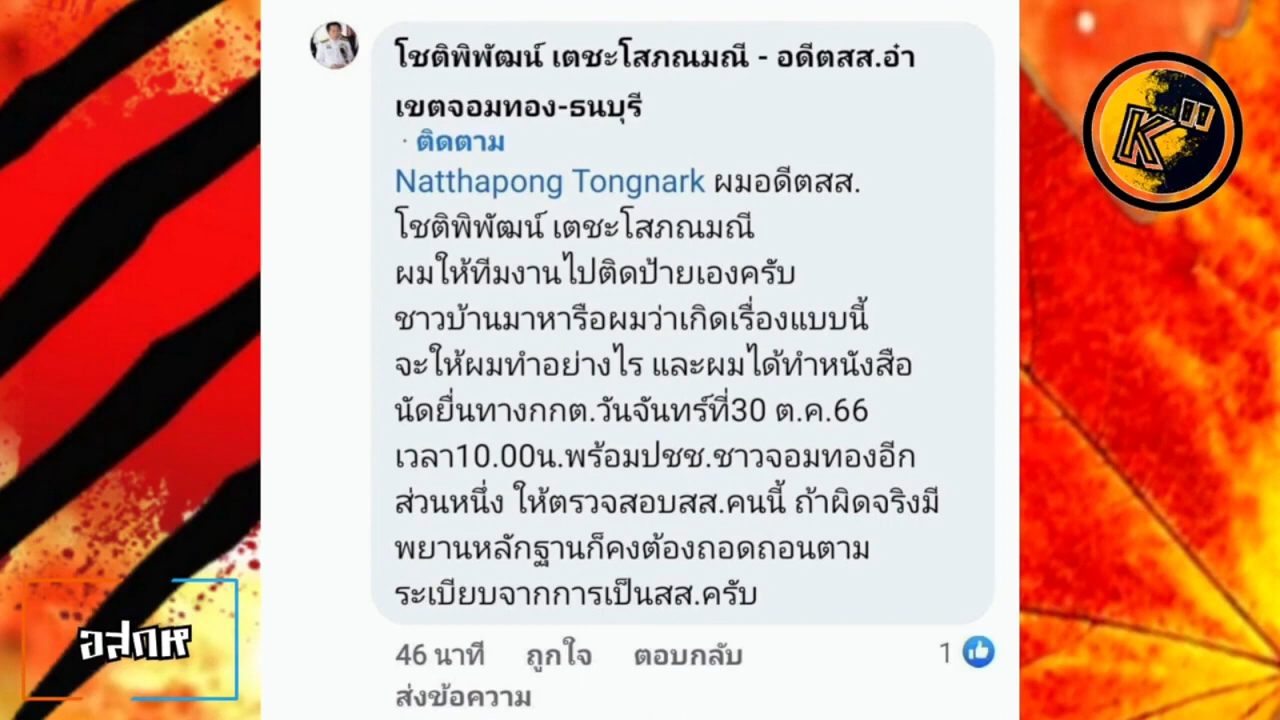 โชติพิพัฒน์ เตชะโสภณมณี - อดีตสส.อ๋า
เขตจอมทอง-ธนบุรี
· ติดตาม
Natthapong Tongnark ผมอดีตสส.
โชติพิพัฒน์ เตชะโสภณมณี
ผมให้ทีมงานไปติดป้ายเองครับ
ชาวบ้านมาหารือผมว่าเกิดเรื่องแบบนี้
จะให้ผมทำอย่างไร และผมได้ทำหนังสือ
นัดยื่นทางกกต.วันจันทร์ที่30 ต.ค.66
เวลา10.00น.พร้อมปชช.ชาวจอมทองอีก
ส่วนหนึ่ง ให้ตรวจสอบสส.คนนี้ ถ้าผิดจริงมี
พยานหลักฐานก็คงต้องถอดถอนตาม
ระเบียบจากการเป็นสส.ครับ
46 นาที ถูกใจ ตอบกลับ 1
ส่งข้อความ
K"
อสกห